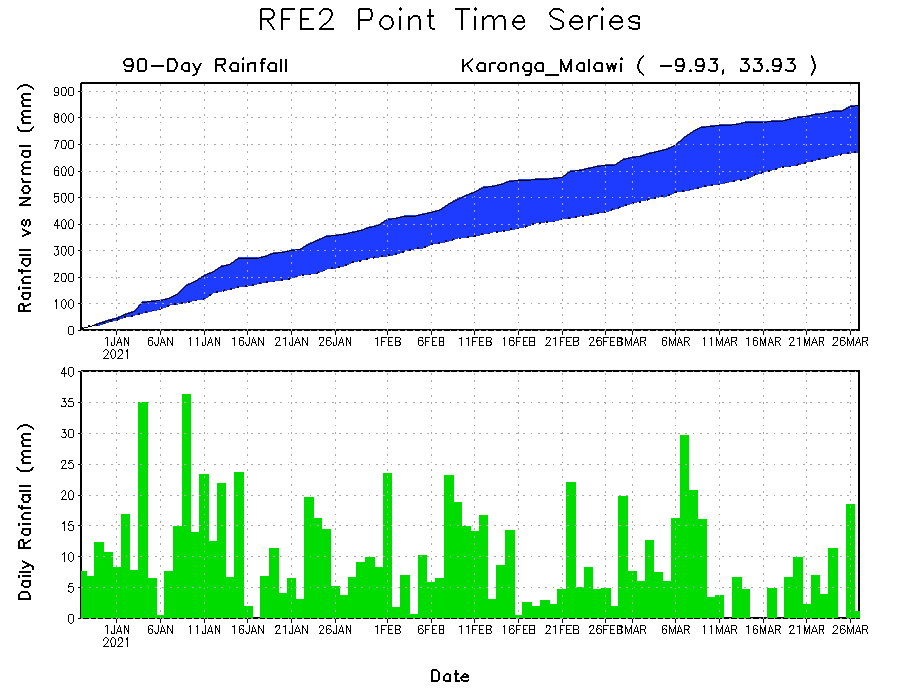 RFE2 Point Time Series
90-Day Rainfall
Karonga_Malawi ( -9.93, 33.93 )
Rainfall vs Normal (mm)
900
800
700
600
500
400
300
200
100
0
1JAN 6JAN 11JAN 16JAN 21JAN 26JAN 1FEB 6FEB 11FEB 16FEB 21FEB 26FEB 1MAR 6MAR 11MAR 16MAR 21MAR 26MAR
2021
Daily Rainfall (mm)
40
35
30
25
20
15
10
5
0
1JAN 6JAN 11JAN 16JAN 21JAN 26JAN 1FEB 6FEB 11FEB 16FEB 21FEB 26FEB 1MAR 6MAR 11MAR 16MAR 21MAR 26MAR
2021
Date